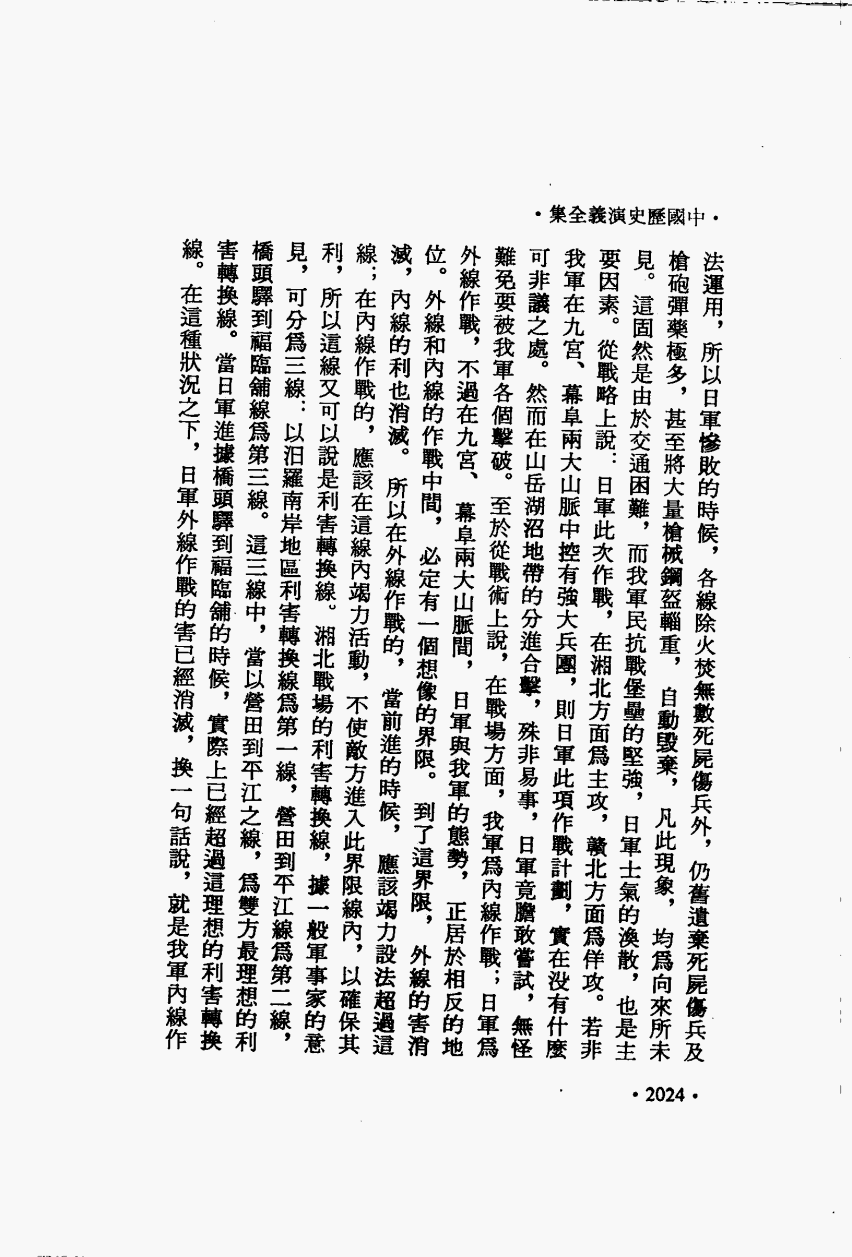 •中國歷史演義全集•
法運用，所以日軍慘敗的時候，各線除火焚無數死屍傷兵外，仍舊遺棄死屍傷兵及
槍砲彈藥極多，甚至將大量槍械鋼盔輜重，自動毀棄，凡此現象，均爲向來所未
見。這固然是由於交通困難，而我軍民抗戰堡壘的堅強，日軍士氣的渙散，也是主
要因素。從戰略上說：日軍此次作戰，在湘北方面爲主攻，贛北方面爲佯攻。若非
我軍在九宮、幕阜兩大山脈中控有強大兵團，則日軍此項作戰計劃，實在没有什麼
可非議之處。然而在山岳湖沼地帶的分進合擊，殊非易事，日軍竟膽敢嘗試，無怪
難免要被我軍各個擊破。至於從戰術上說，在戰場方面，我軍爲內線作戰；日軍爲
外線作戰，不過在九宮、幕阜兩大山脈間，日軍與我軍的態勢，正居於相反的地
位。外線和內線的作戰中間，必定有一個想像的界限。到了這界限，外線的害消
滅，內線的利也消滅。所以在外線作戰的，當前進的時候，應該竭力設法超過這
線；在內線作戰的，應該在這線內竭力活動，不使敵方進入此界限線內，以確保其
利，所以這線又可以說是利害轉換線。湘北戰場的利害轉換線，據一般軍事家的意
見，可分爲三線：以汨羅南岸地區利害轉換線爲第一線，營田到平江線爲第二線，
橋頭驛到福臨舖線爲第三線。這三線中，當以營田到平江之線，爲雙方最理想的利
害轉換線。當日軍進據橋頭驛到福臨舖的時候，實際上已經超過這理想的利害轉換
線。在這種狀況之下，日軍外線作戰的害已經消滅，換一句話說，就是我軍內線作
•2024•